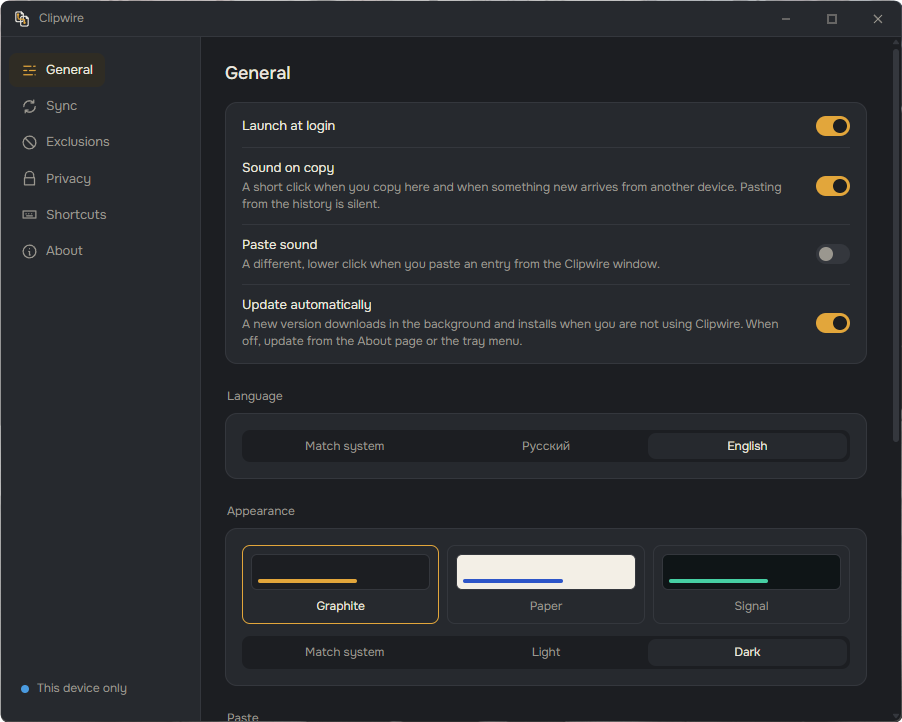 Clipwire
General
Sync
Exclusions
Privacy
Shortcuts
About
This device only
General
Launch at login
Sound on copy
A short click when you copy here and when something new arrives from another device. Pasting
from the history is silent.
Paste sound
A different, lower click when you paste an entry from the Clipwire window.
Update automatically
A new version downloads in the background and installs when you are not using Clipwire. When
off, update from the About page or the tray menu.
Language
Match system
Русский
English
Appearance
Graphite
Paper
Signal
Match system
Light
Dark
Paste